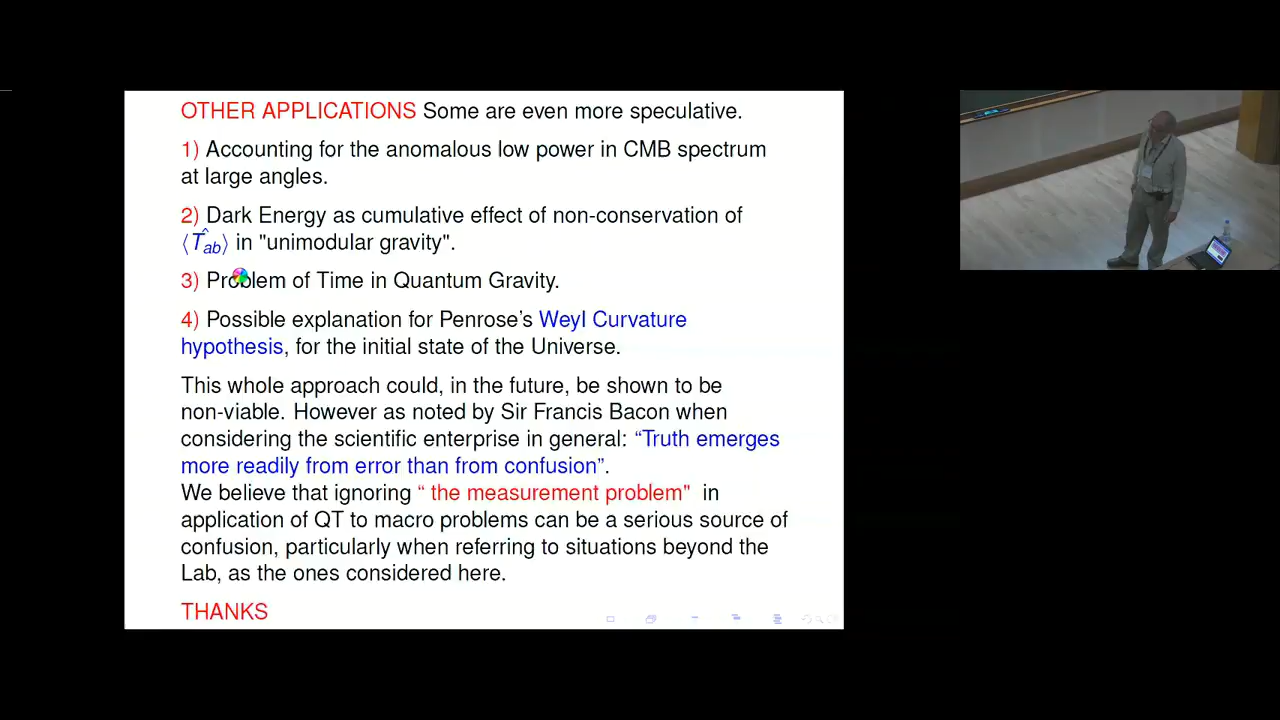 OTHER APPLICATIONS Some are even more speculative.
1) Accounting for the anomalous low power in CMB spectrum
at large angles.
2) Dark Energy as cumulative effect of non-conservation of
⟨T̂ab⟩ in "unimodular gravity".
3) Problem of Time in Quantum Gravity.
4) Possible explanation for Penrose's Weyl Curvature
hypothesis, for the initial state of the Universe.
This whole approach could, in the future, be shown to be
non-viable. However as noted by Sir Francis Bacon when
considering the scientific enterprise in general: “Truth emerges
more readily from error than from confusion”.
We believe that ignoring “ the measurement problem" in
application of QT to macro problems can be a serious source of
confusion, particularly when referring to situations beyond the
Lab, as the ones considered here.
THANKS